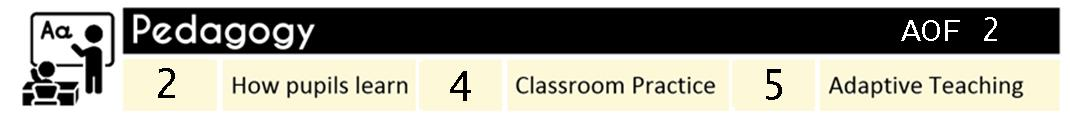 Aa
Pedagogy AOF 2
2 How pupils learn 4 Classroom Practice 5 Adaptive Teaching